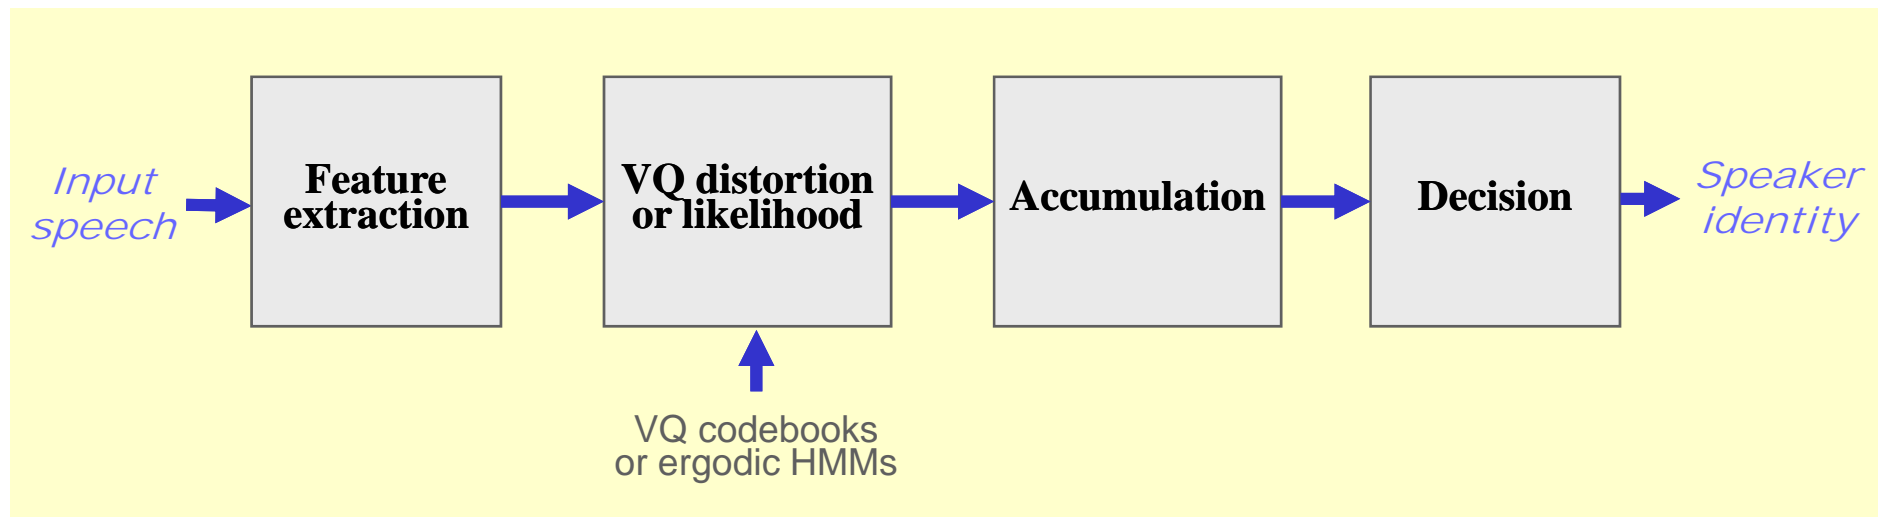 Input
speech
Feature
extraction
VQ distortion
or likelihood
Accumulation
Decision
Speaker
identity
VQ codebooks
or ergodic HMMs